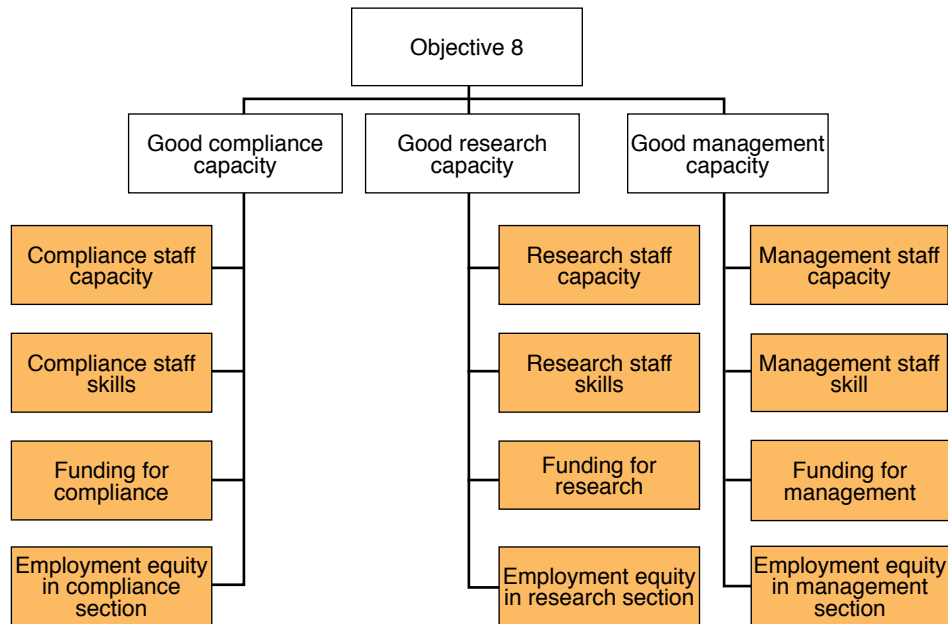 Objective 8
Good compliance
capacity
Good research
capacity
Good management
capacity
Compliance staff
capacity
Research staff
capacity
Management staff
capacity
Compliance staff
skills
Research staff
skills
Management staff
skill
Funding for
compliance
Funding for
research
Funding for
management
Employment equity
in compliance
section
Employment equity
in research section
Employment equity
in management
section